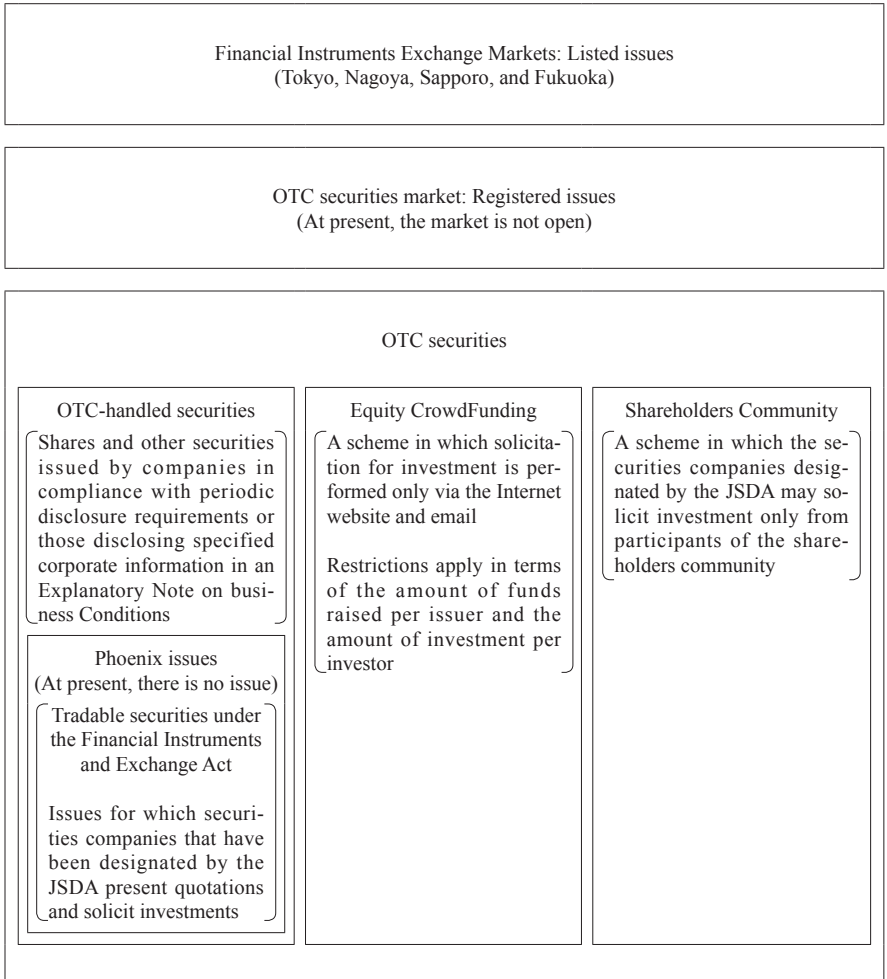 Financial Instruments Exchange Markets: Listed issues
(Tokyo, Nagoya, Sapporo, and Fukuoka)
OTC securities market: Registered issues
(At present, the market is not open)
OTC securities
OTC-handled securities
Shares and other securities
issued by companies in
compliance with periodic
disclosure requirements or
those disclosing specified
corporate information in an
Explanatory Note on busi-
ness Conditions
Phoenix issues
(At present, there is no issue)
Tradable securities under
the Financial Instruments
and Exchange Act
Issues for which securi-
ties companies that have
been designated by the
JSDA present quotations
and solicit investments
Equity CrowdFunding
A scheme in which solicita-
tion for investment is per-
formed only via the Internet
website and email
Restrictions apply in terms
of the amount of funds
raised per issuer and the
amount of investment per
investor
Shareholders Community
A scheme in which the se-
curities companies desig-
nated by the JSDA may so-
licit investment only from
participants of the share-
holders community